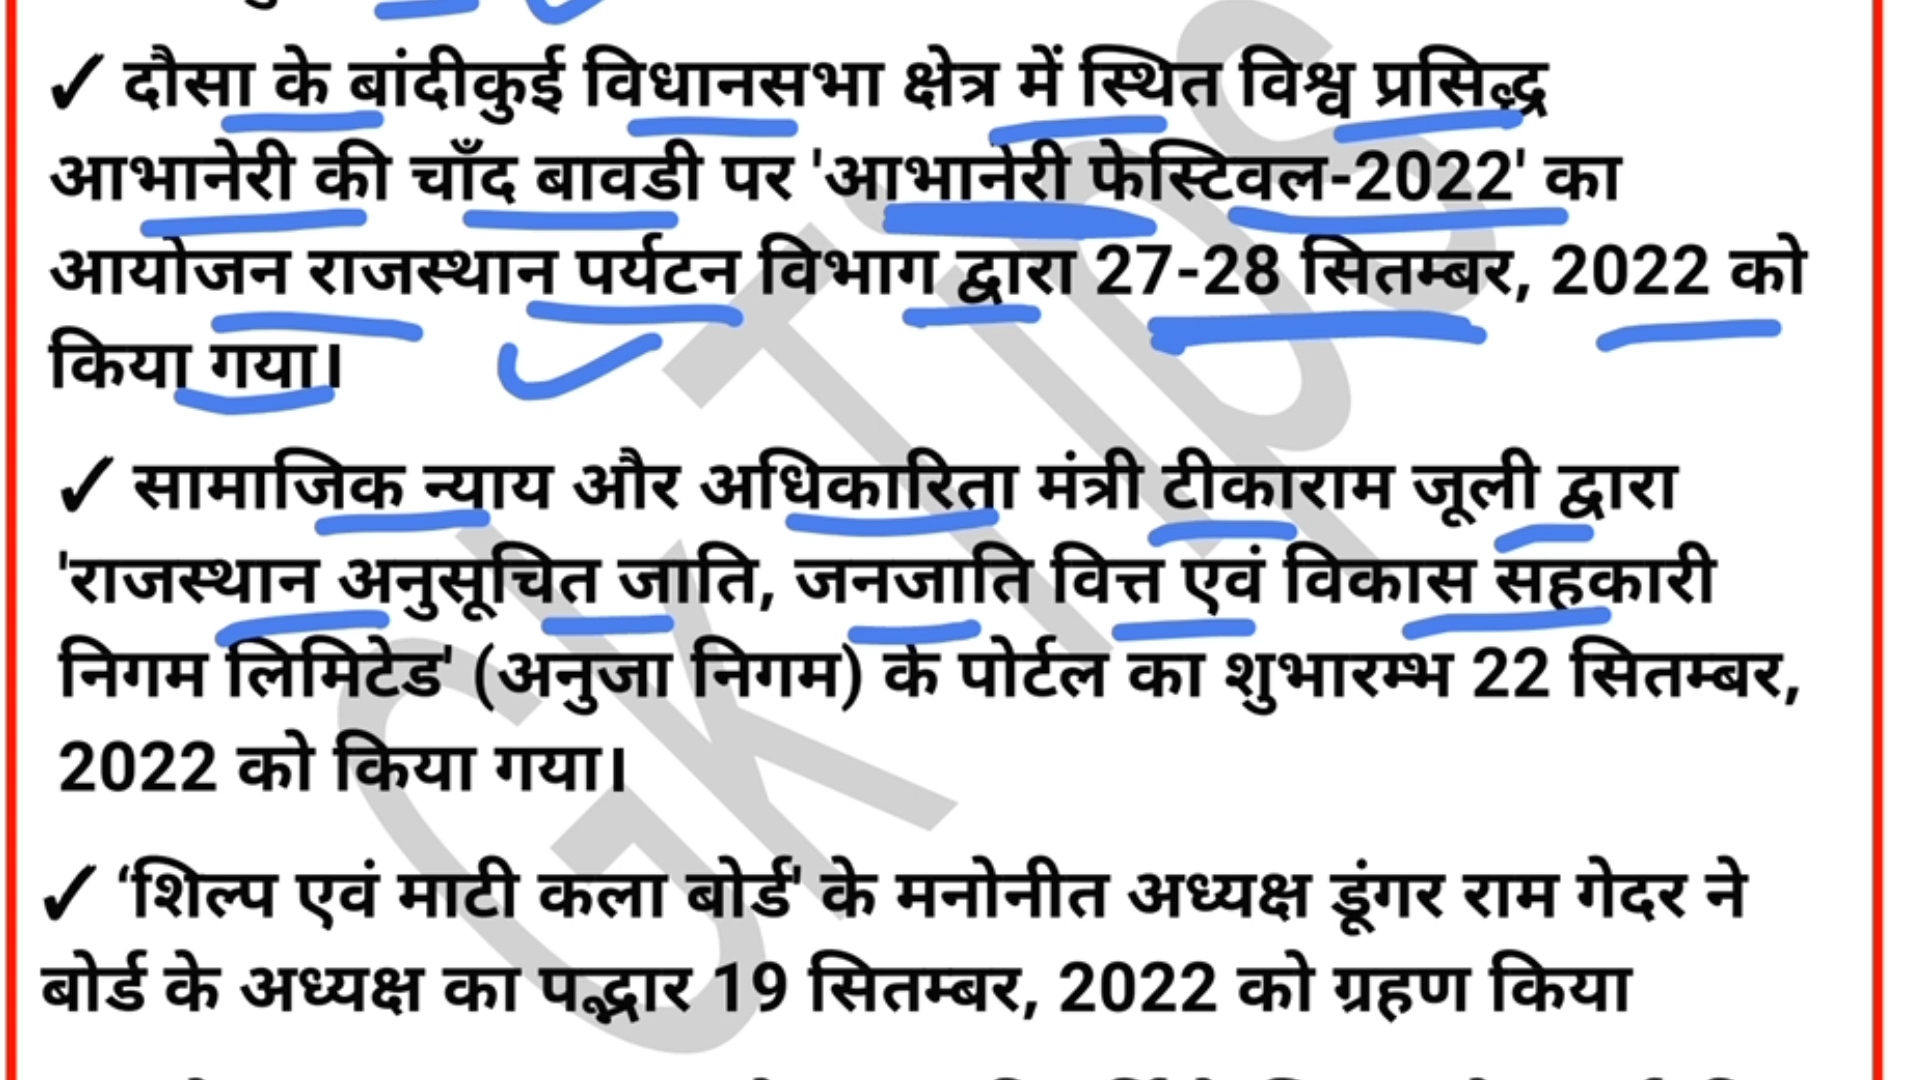 ✓ दौसा के बांदीकुई विधानसभा क्षेत्र में स्थित विश्व प्रसिद्ध
आभानेरी की चाँद बावडी पर 'आभानेरी फेस्टिवल-2022' का
आयोजन राजस्थान पर्यटन विभाग द्वारा 27-28 सितम्बर, 2022 को
किया गया।
✓ सामाजिक न्याय और अधिकारिता मंत्री टीकाराम जूली द्वारा
'राजस्थान अनुसूचित जाति, जनजाति वित्त एवं विकास सहकारी
निगम लिमिटेड' (अनुजा निगम) के पोर्टल का शुभारम्भ 22 सितम्बर,
2022 को किया गया।
✓ ‘शिल्प एवं माटी कला बोर्ड' के मनोनीत अध्यक्ष डूंगर राम गेदर ने
बोर्ड के अध्यक्ष का पद्भार 19 सितम्बर, 2022 को ग्रहण किया
GK Tips